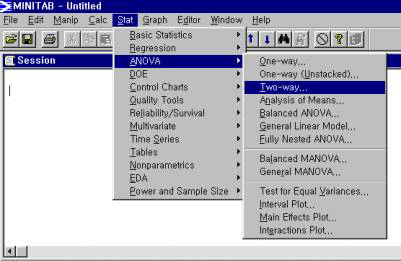 MINITAB - Untitled
File Edit Manip Calc Stat Graph Editor Window Help
Session
Basic Statistics
Regression
ANOVA
DOE
Control Charts
Quality Tools
Reliability/Survival
Multivariate
Time Series
Tables
Nonparametrics
EDA
Power and Sample Size
One-way...
One-way (Unstacked)...
Two-way...
Analysis of Means...
Balanced ANOVA...
General Linear Model...
Fully Nested ANOVA...
Balanced MANOVA...
General MANOVA...
Test for Equal Variances...
Interval Plot...
Main Effects Plot...
Interactions Plot...